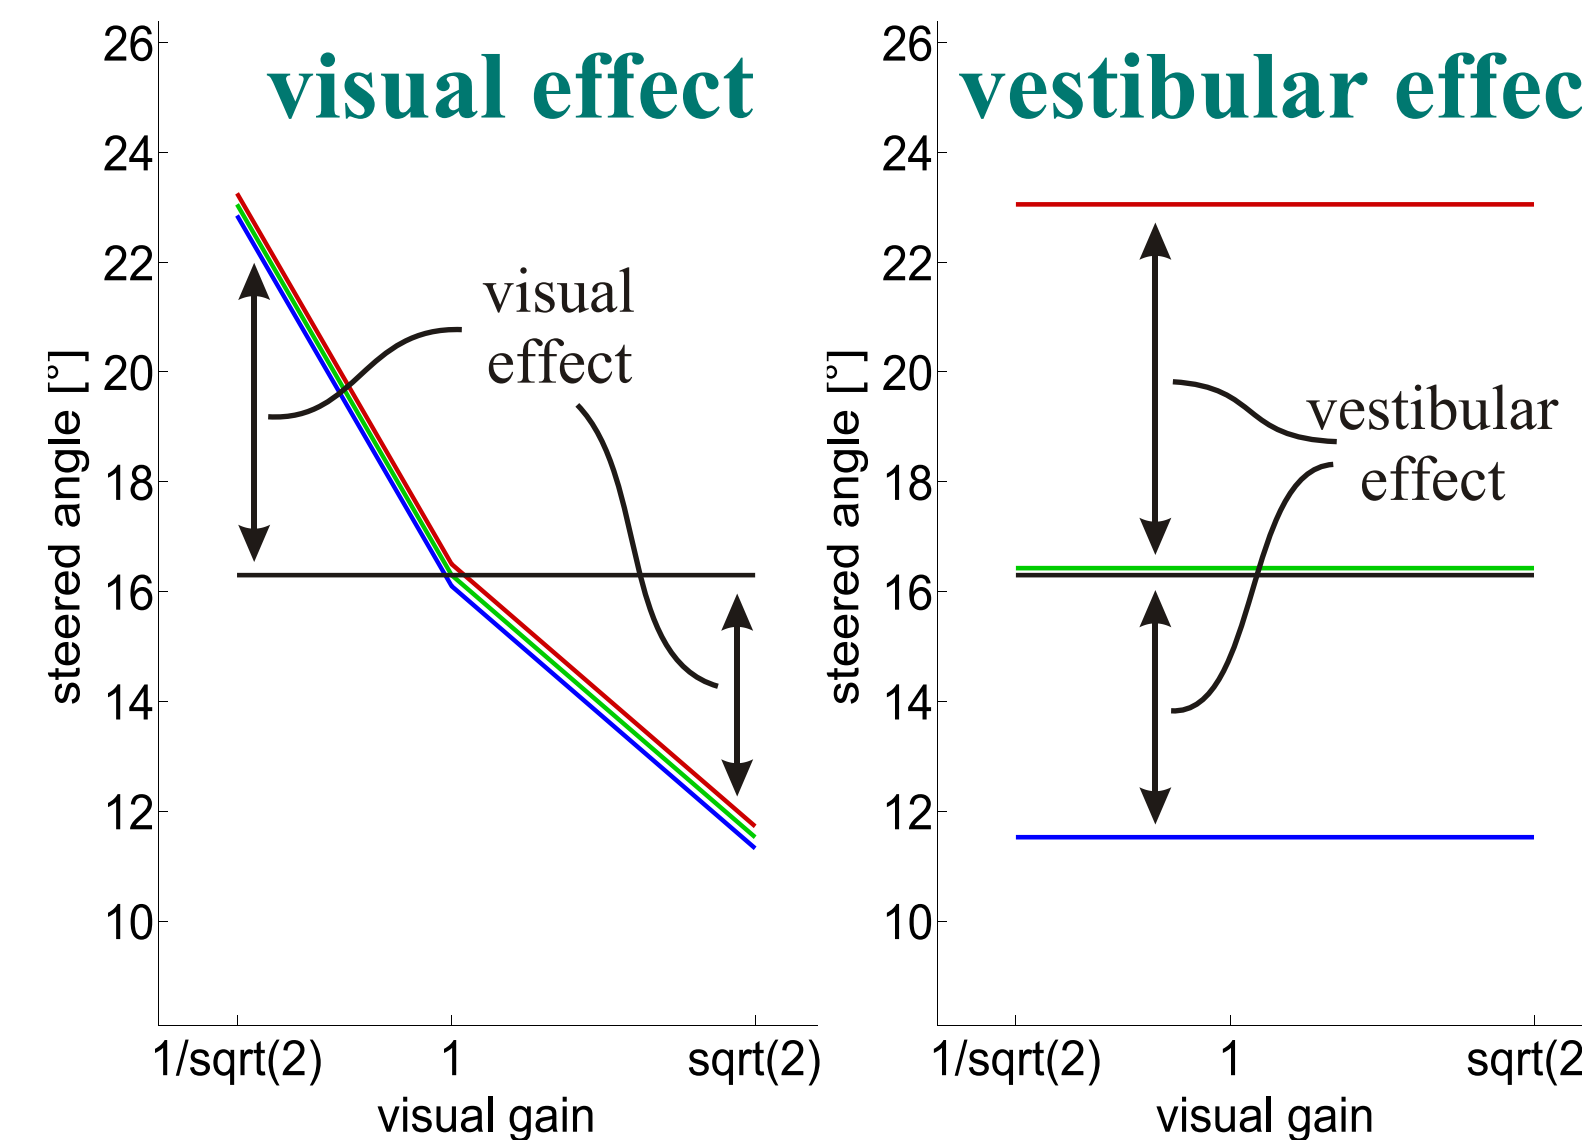 visual effect
26
24
22
20
18
16
14
12
10
steered angle [°]
visual
effect
1/sqrt(2) 1 sqrt(2)
visual gain
vestibular effec
26
24
22
20
18
16
14
12
10
steered angle [°]
vestibular
effect
1/sqrt(2) 1 sqrt(2
visual gain